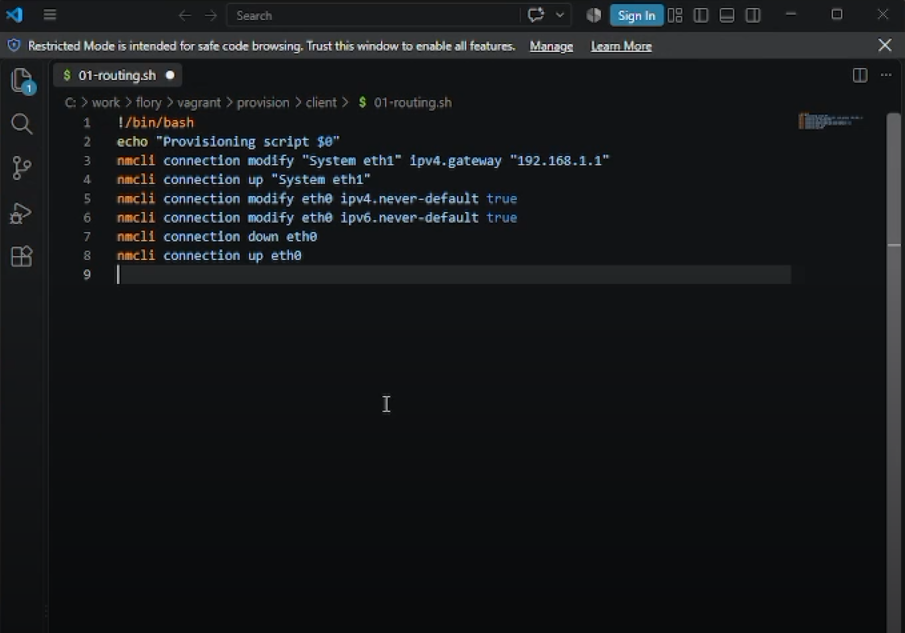 Search
Sign In
Restricted Mode is intended for safe code browsing. Trust this window to enable all features. Manage Learn More
1
$ 01-routing.sh
C: > work > flory > vagrant > provision > client > $ 01-routing.sh
1 !/bin/bash
2 echo "Provisioning script $0"
3 nmcli connection modify "System eth1" ipv4.gateway "192.168.1.1"
4 nmcli connection up "System eth1"
5 nmcli connection modify eth0 ipv4.never-default true
6 nmcli connection modify eth0 ipv6.never-default true
7 nmcli connection down eth0
8 nmcli connection up eth0
9